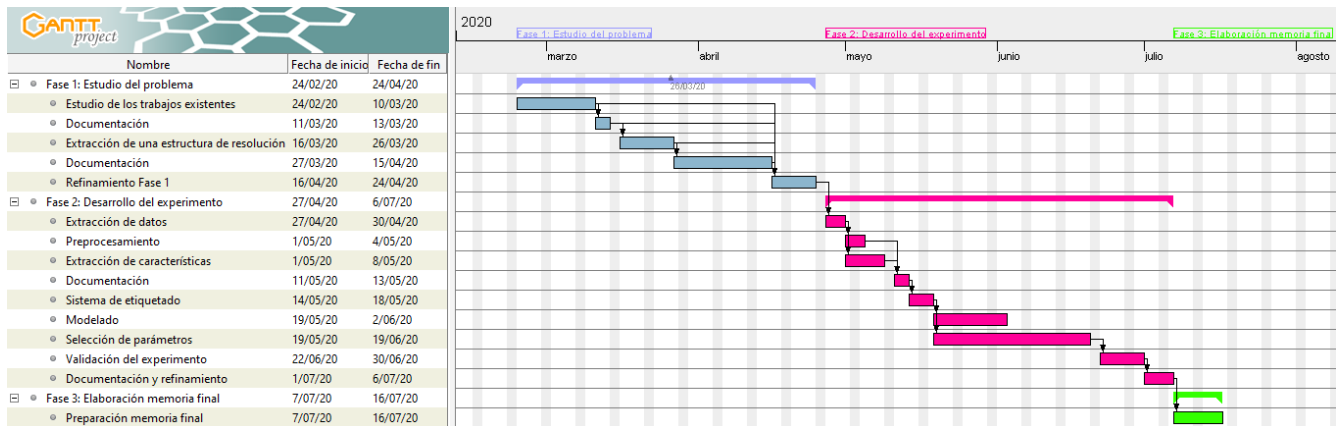 GANTT
project
2020
Fase 1: Estudio del problema
Fase 2: Desarrollo del experimento
Fase 3: Elaboración memoria final
Nombre Fecha de inicio Fecha de fin
marzo abril mayo junio julio agosto
Fase 1: Estudio del problema 24/02/20 24/04/20
26/03/20
Estudio de los trabajos existentes 24/02/20 10/03/20
Documentación 11/03/20 13/03/20
Extracción de una estructura de resolución 16/03/20 26/03/20
Documentación 27/03/20 15/04/20
Refinamiento Fase 1 16/04/20 24/04/20
Fase 2: Desarrollo del experimento 27/04/20 6/07/20
Extracción de datos 27/04/20 30/04/20
Preprocesamiento 1/05/20 4/05/20
Extracción de características 1/05/20 8/05/20
Documentación 11/05/20 13/05/20
Sistema de etiquetado 14/05/20 18/05/20
Modelado 19/05/20 2/06/20
Selección de parámetros 19/05/20 19/06/20
Validación del experimento 22/06/20 30/06/20
Documentación y refinamiento 1/07/20 6/07/20
Fase 3: Elaboración memoria final 7/07/20 16/07/20
Preparación memoria final 7/07/20 16/07/20